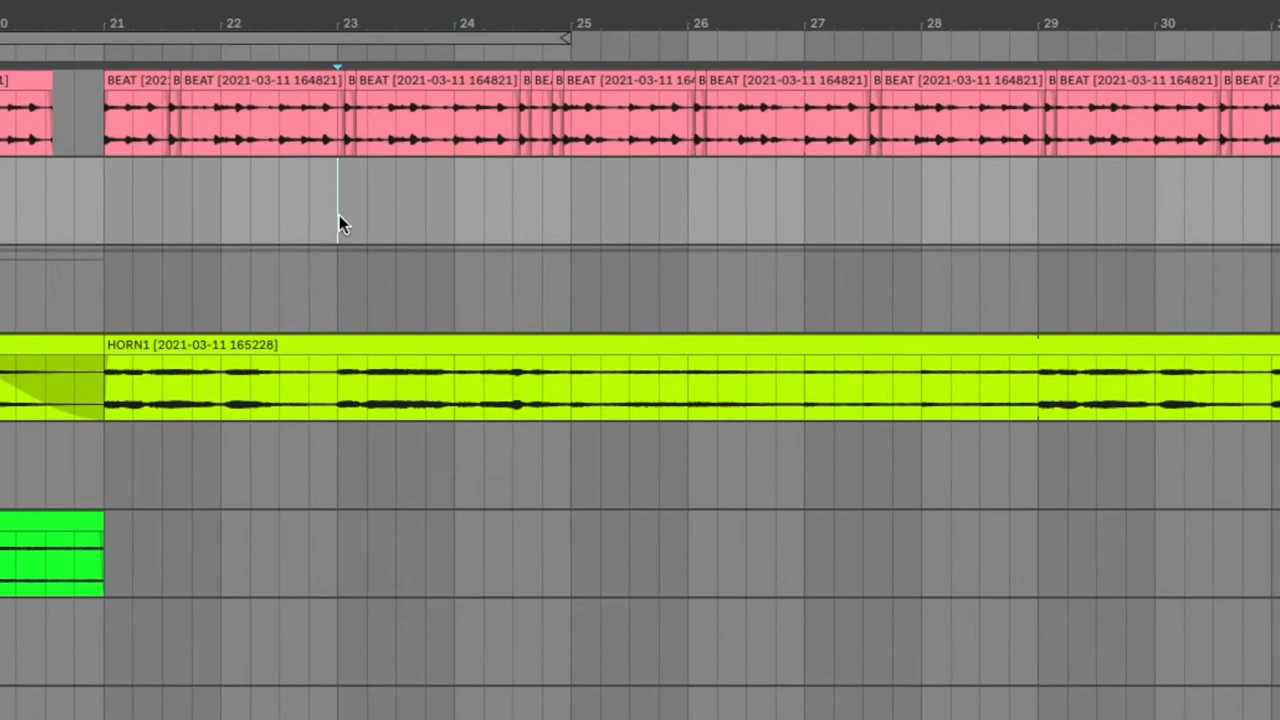 0 21 22 23 24 25 26 27 28 29 30
1] BEAT [202: B BEAT [2021-03-11 164821] B BEAT [2021-03-11 164821] B BE B BEAT [2021-03-11 164 B BEAT [2021-03-11 164821] B BEAT [2021-03-11 164821] B BEAT [2021-03-11 164821] B BEAT [2
HORN1 [2021-03-11 165228]